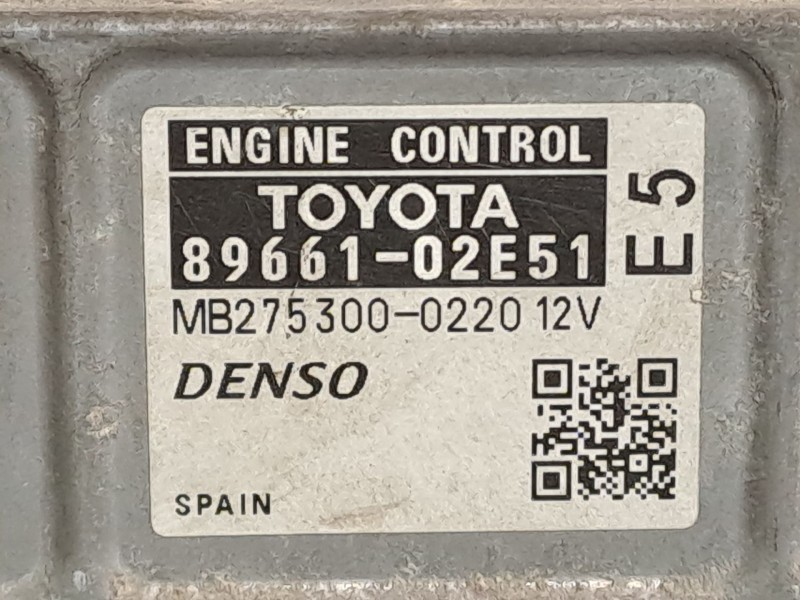 ENGINE CONTROL
TOYOTA
89661-02E51
E5
MB275300-0220 12V
DENSO
SPAIN